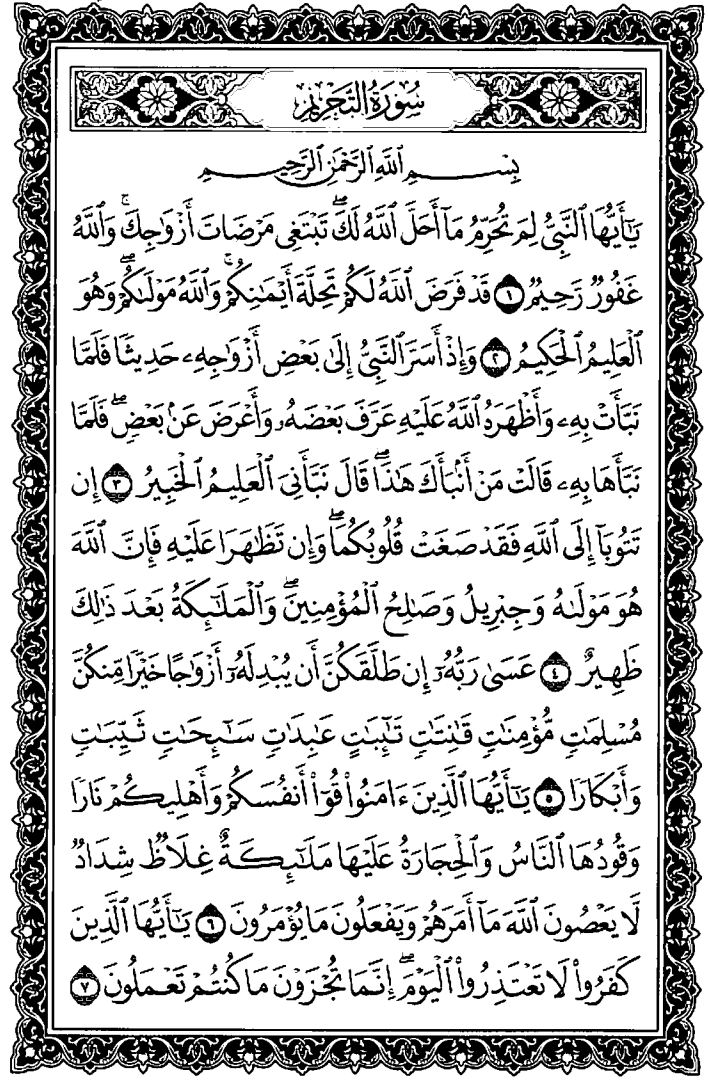 سُورَةُ التَّحْرِيمِ
بِسْمِ ٱللَّهِ ٱلرَّحْمَٰنِ ٱلرَّحِيمِ
يَٰٓأَيُّهَا ٱلنَّبِىُّ لِمَ تُحَرِّمُ مَآ أَحَلَّ ٱللَّهُ لَكَ ۖ تَبْتَغِى مَرْضَاتَ أَزْوَٰجِكَ ۚ وَٱللَّهُ
غَفُورٌ رَّحِيمٌ ١ قَدْ فَرَضَ ٱللَّهُ لَكُمْ تَحِلَّةَ أَيْمَٰنِكُمْ ۚ وَٱللَّهُ مَوْلَىٰكُمْ ۖ وَهُوَ
ٱلْعَلِيمُ ٱلْحَكِيمُ ٢ وَإِذْ أَسَرَّ ٱلنَّبِىُّ إِلَىٰ بَعْضِ أَزْوَٰجِهِۦ حَدِيثًا فَلَمَّا
نَبَّأَتْ بِهِۦ وَأَظْهَرَهُ ٱللَّهُ عَلَيْهِ عَرَّفَ بَعْضَهُۥ وَأَعْرَضَ عَنۢ بَعْضٍ ۖ فَلَمَّا
نَبَّأَهَا بِهِۦ قَالَتْ مَنْ أَنۢبَأَكَ هَٰذَا ۖ قَالَ نَبَّأَنِىَ ٱلْعَلِيمُ ٱلْخَبِيرُ ٣ إِن
تَتُوبَآ إِلَى ٱللَّهِ فَقَدْ صَغَتْ قُلُوبُكُمَا ۖ وَإِن تَظَٰهَرَا عَلَيْهِ فَإِنَّ ٱللَّهَ
هُوَ مَوْلَىٰهُ وَجِبْرِيلُ وَصَٰلِحُ ٱلْمُؤْمِنِينَ ۖ وَٱلْمَلَٰٓئِكَةُ بَعْدَ ذَٰلِكَ
ظَهِيرٌ ٤ عَسَىٰ رَبُّهُۥٓ إِن طَلَّقَكُنَّ أَن يُبْدِلَهُۥٓ أَزْوَٰجًا خَيْرًا مِّنكُنَّ
مُسْلِمَٰتٍ مُّؤْمِنَٰتٍ قَٰنِتَٰتٍ تَٰٓئِبَٰتٍ عَٰبِدَٰتٍ سَٰٓئِحَٰتٍ ثَيِّبَٰتٍ
وَأَبْكَارًا ٥ يَٰٓأَيُّهَا ٱلَّذِينَ ءَامَنُوا۟ قُوٓا۟ أَنفُسَكُمْ وَأَهْلِيكُمْ نَارًا
وَقُودُهَا ٱلنَّاسُ وَٱلْحِجَارَةُ عَلَيْهَا مَلَٰٓئِكَةٌ غِلَاظٌ شِدَادٌ
لَّا يَعْصُونَ ٱللَّهَ مَآ أَمَرَهُمْ وَيَفْعَلُونَ مَا يُؤْمَرُونَ ٦ يَٰٓأَيُّهَا ٱلَّذِينَ
كَفَرُوا۟ لَا تَعْتَذِرُوا۟ ٱلْيَوْمَ ۖ إِنَّمَا تُجْزَوْنَ مَا كُنتُمْ تَعْمَلُونَ ٧